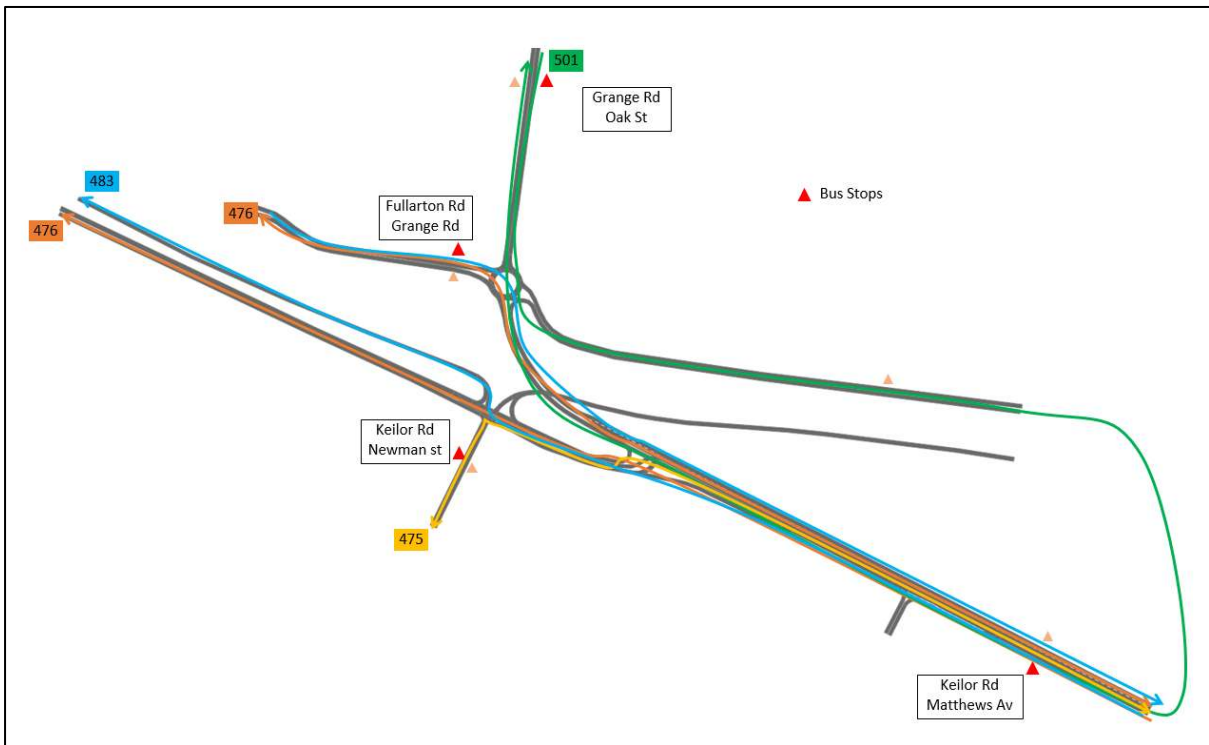 501
Grange Rd
Oak St
483
476
476
Fullarton Rd
Grange Rd
Bus Stops
Keilor Rd
Newman st
475
Keilor Rd
Matthews Av